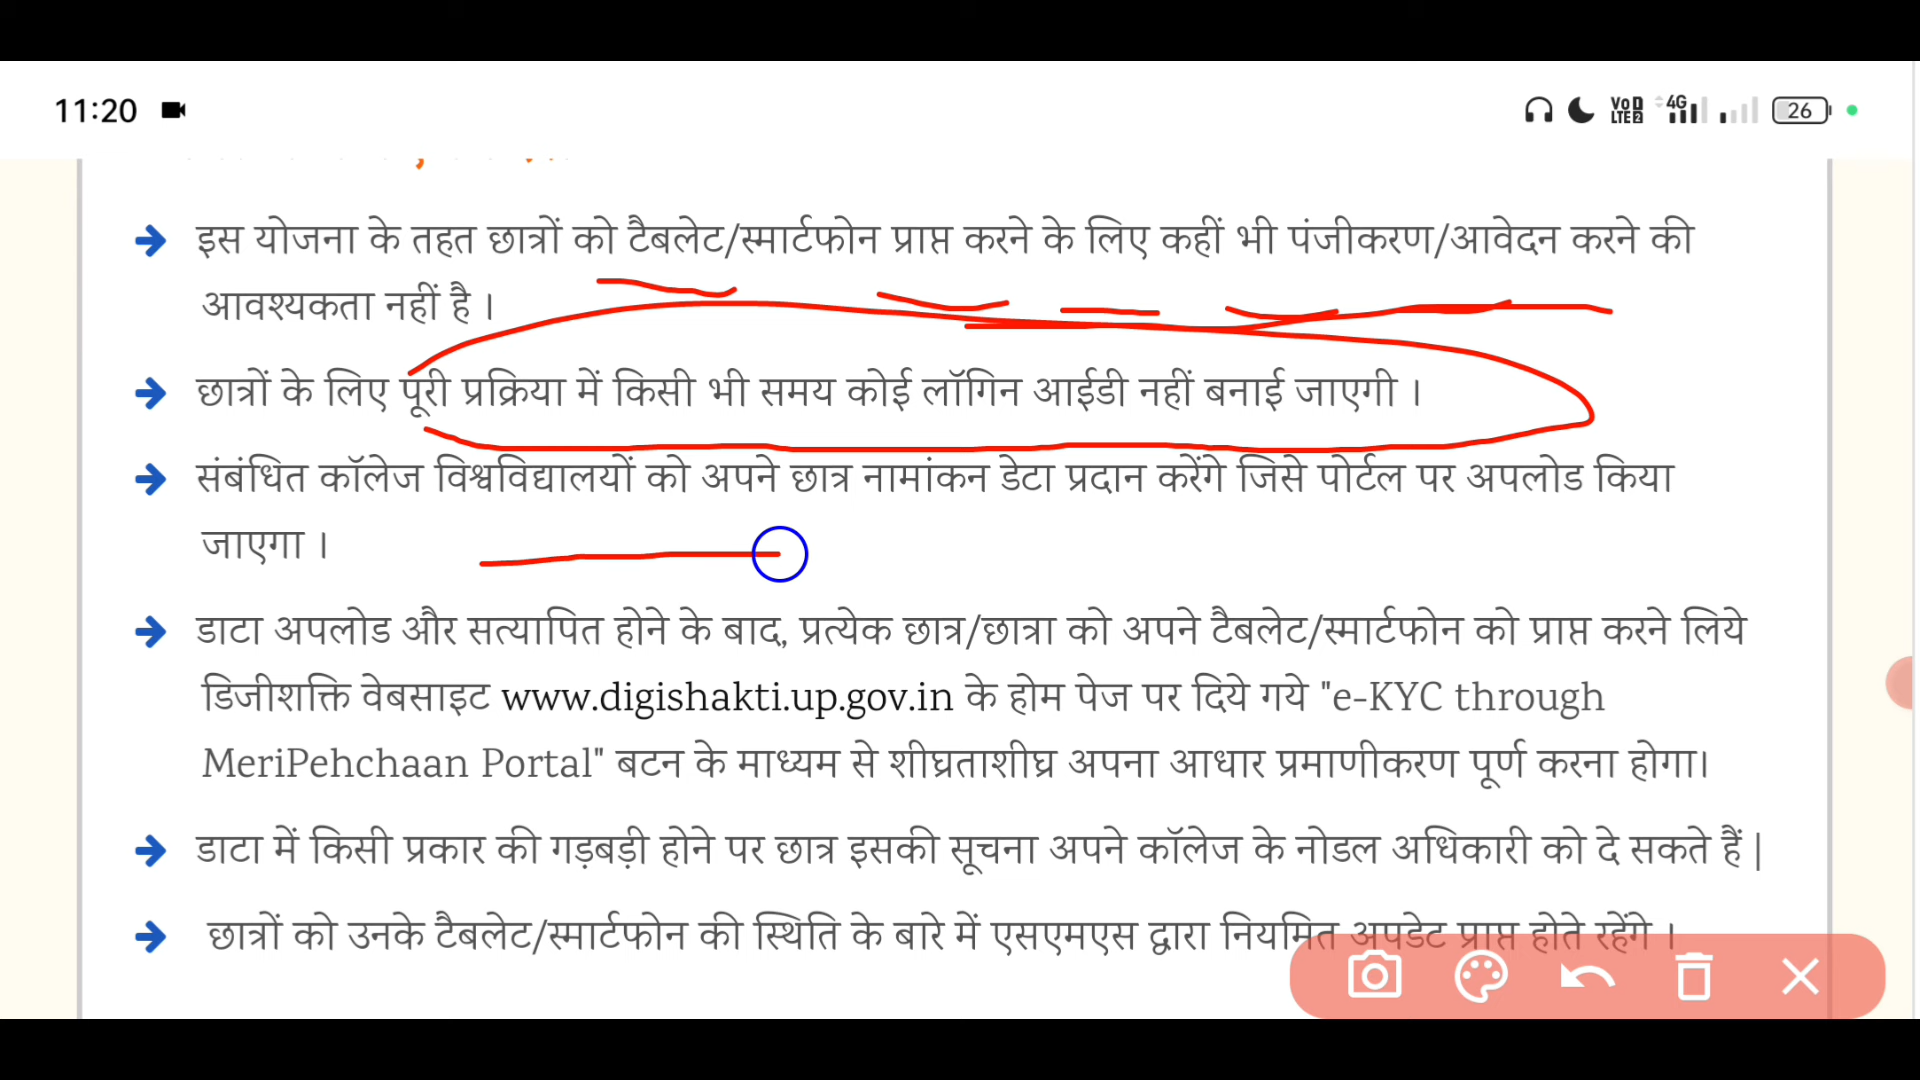 11:20
VoD LTE2 4G 26
इस योजना के तहत छात्रों को टैबलेट/स्मार्टफोन प्राप्त करने के लिए कहीं भी पंजीकरण/आवेदन करने की
आवश्यकता नहीं है ।
छात्रों के लिए पूरी प्रक्रिया में किसी भी समय कोई लॉगिन आईडी नहीं बनाई जाएगी ।
संबंधित कॉलेज विश्वविद्यालयों को अपने छात्र नामांकन डेटा प्रदान करेंगे जिसे पोर्टल पर अपलोड किया
जाएगा ।
डाटा अपलोड और सत्यापित होने के बाद, प्रत्येक छात्र/छात्रा को अपने टैबलेट/स्मार्टफोन को प्राप्त करने लिये
डिजीशक्ति वेबसाइट www.digishakti.up.gov.in के होम पेज पर दिये गये "e-KYC through
MeriPehchaan Portal" बटन के माध्यम से शीघ्रताशीघ्र अपना आधार प्रमाणीकरण पूर्ण करना होगा।
डाटा में किसी प्रकार की गड़बड़ी होने पर छात्र इसकी सूचना अपने कॉलेज के नोडल अधिकारी को दे सकते हैं |
छात्रों को उनके टैबलेट/स्मार्टफोन की स्थिति के बारे में एसएमएस द्वारा नियमित अपडेट प्राप्त होते रहेंगे ।